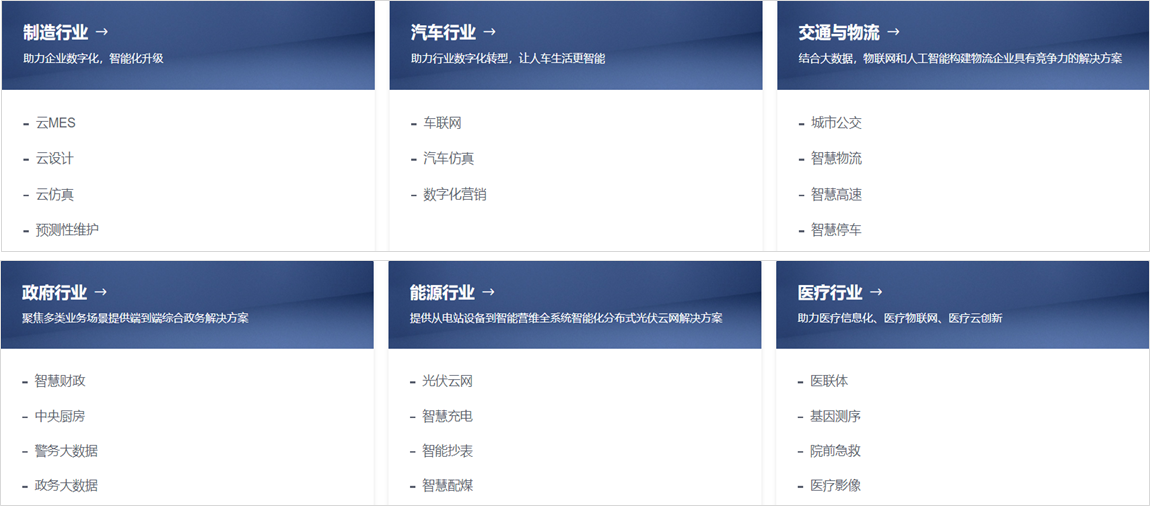 制造行业 →
助力企业数字化，智能化升级
- 云MES
- 云设计
- 云仿真
- 预测性维护
汽车行业 →
助力行业数字化转型，让人车生活更智能
- 车联网
- 汽车仿真
- 数字化营销
交通与物流 →
结合大数据，物联网和人工智能构建物流企业具有竞争力的解决方案
- 城市公交
- 智慧物流
- 智慧高速
- 智慧停车
政府行业 →
聚焦多类业务场景提供端到端综合政务解决方案
- 智慧财政
- 中央厨房
- 警务大数据
- 政务大数据
能源行业 →
提供从电站设备到智能营维全系统智能化分布式光伏云网解决方案
- 光伏云网
- 智慧充电
- 智能抄表
- 智慧配煤
医疗行业 →
助力医疗信息化、医疗物联网、医疗云创新
- 医联体
- 基因测序
- 院前急救
- 医疗影像